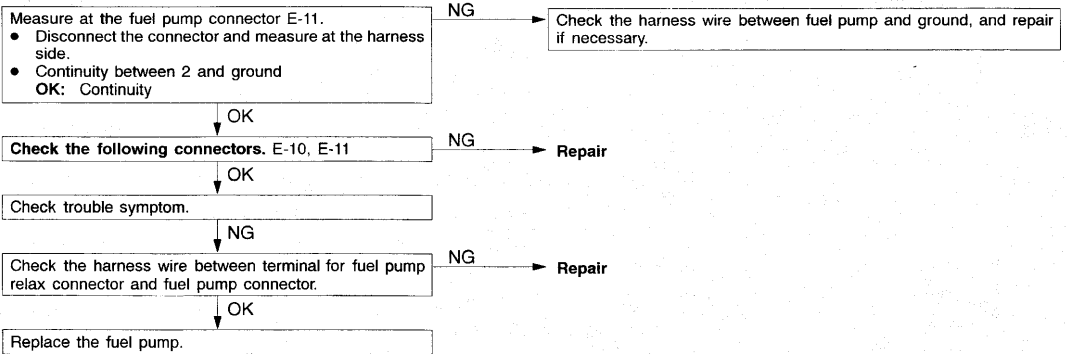 Measure at the fuel pump connector E-11.
● Disconnect the connector and measure at the harness
side.
● Continuity between 2 and ground
OK: Continuity
NG
Check the harness wire between fuel pump and ground, and repair
if necessary.
OK
Check the following connectors. E-10, E-11
NG
Repair
OK
Check trouble symptom.
NG
Check the harness wire between terminal for fuel pump
relax connector and fuel pump connector.
NG
Repair
OK
Replace the fuel pump.